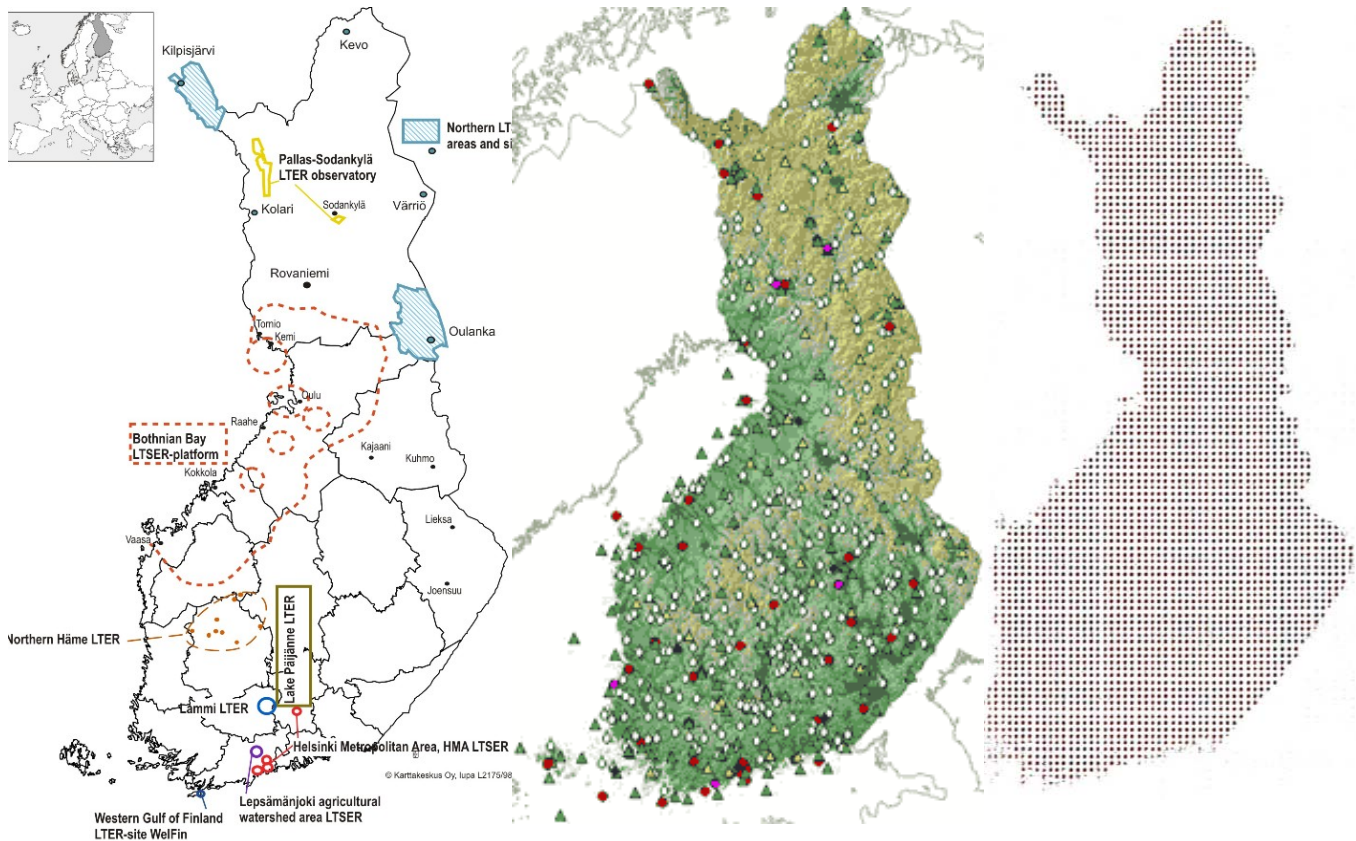 Kilpisjärvi
Kevo
Northern LT
areas and si
Pallas-Sodankylä
LTER observatory
Sodankylä
Kolari
Värriö
Rovaniemi
Tornio
Kemi
Oulanka
Oulu
Raahe
Bothnian Bay
LTSER-platform
Kajaani
Kuhmo
Kokkola
Lieksa
Vaasa
Joensuu
Northern Häme LTER
Lake Päijänne LTER
Lammi LTER
Helsinki Metropolitan Area, HMA LTSER
© Karttakeskus Oy, lupa L2175/98
Lepsämänjoki agricultural
watershed area LTSER
Western Gulf of Finland
LTER-site WelFin